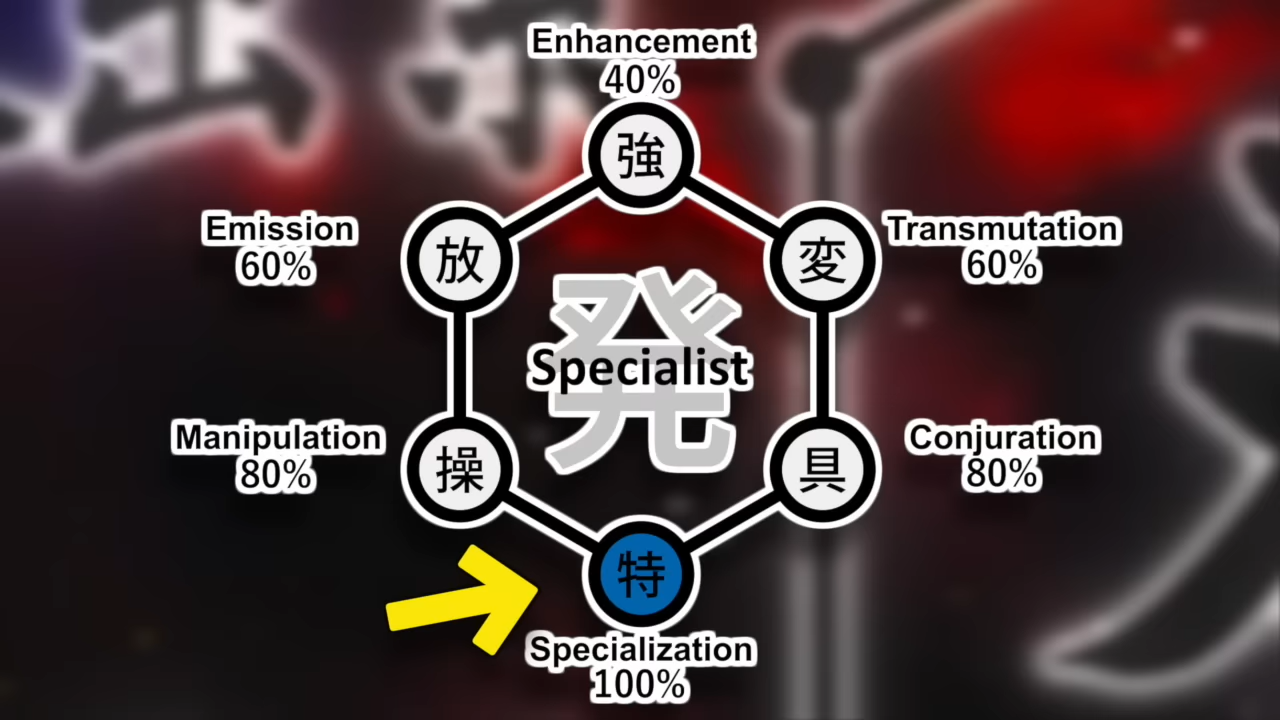 Enhancement
40%
強
Emission
60%
放
変
Transmutation
60%
発
Specialist
Manipulation
80%
操
具
Conjuration
80%
特
Specialization
100%